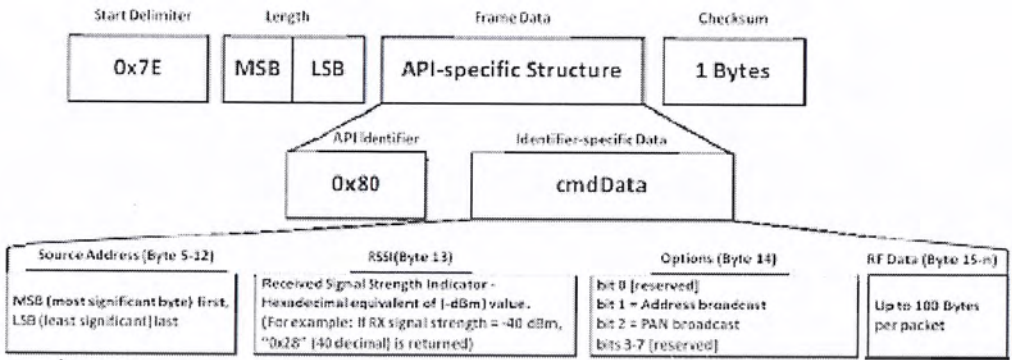 Start Delimiter
Length
Frame Data
Checksum
0x7E
MSB
LSB
API-specific Structure
1 Bytes
API Identifier
Identifier-specific Data
0x80
cmdData
Source Address (Byte 5-12)
MSB (most significant byte) first,
LSB (least significant) last
RSSI(Byte 13)
Received Signal Strength Indicator -
Hexadecimal equivalent of (-dBm) value.
(For example: If RX signal strength = -40 dBm,
"0x28" (40 decimal) is returned)
Options (Byte 14)
bit 0 [reserved]
bit 1 = Address broadcast
bit 2 = PAN broadcast
bits 3-7 [reserved]
RF Data (Byte 15-n)
Up to 100 Bytes
per packet